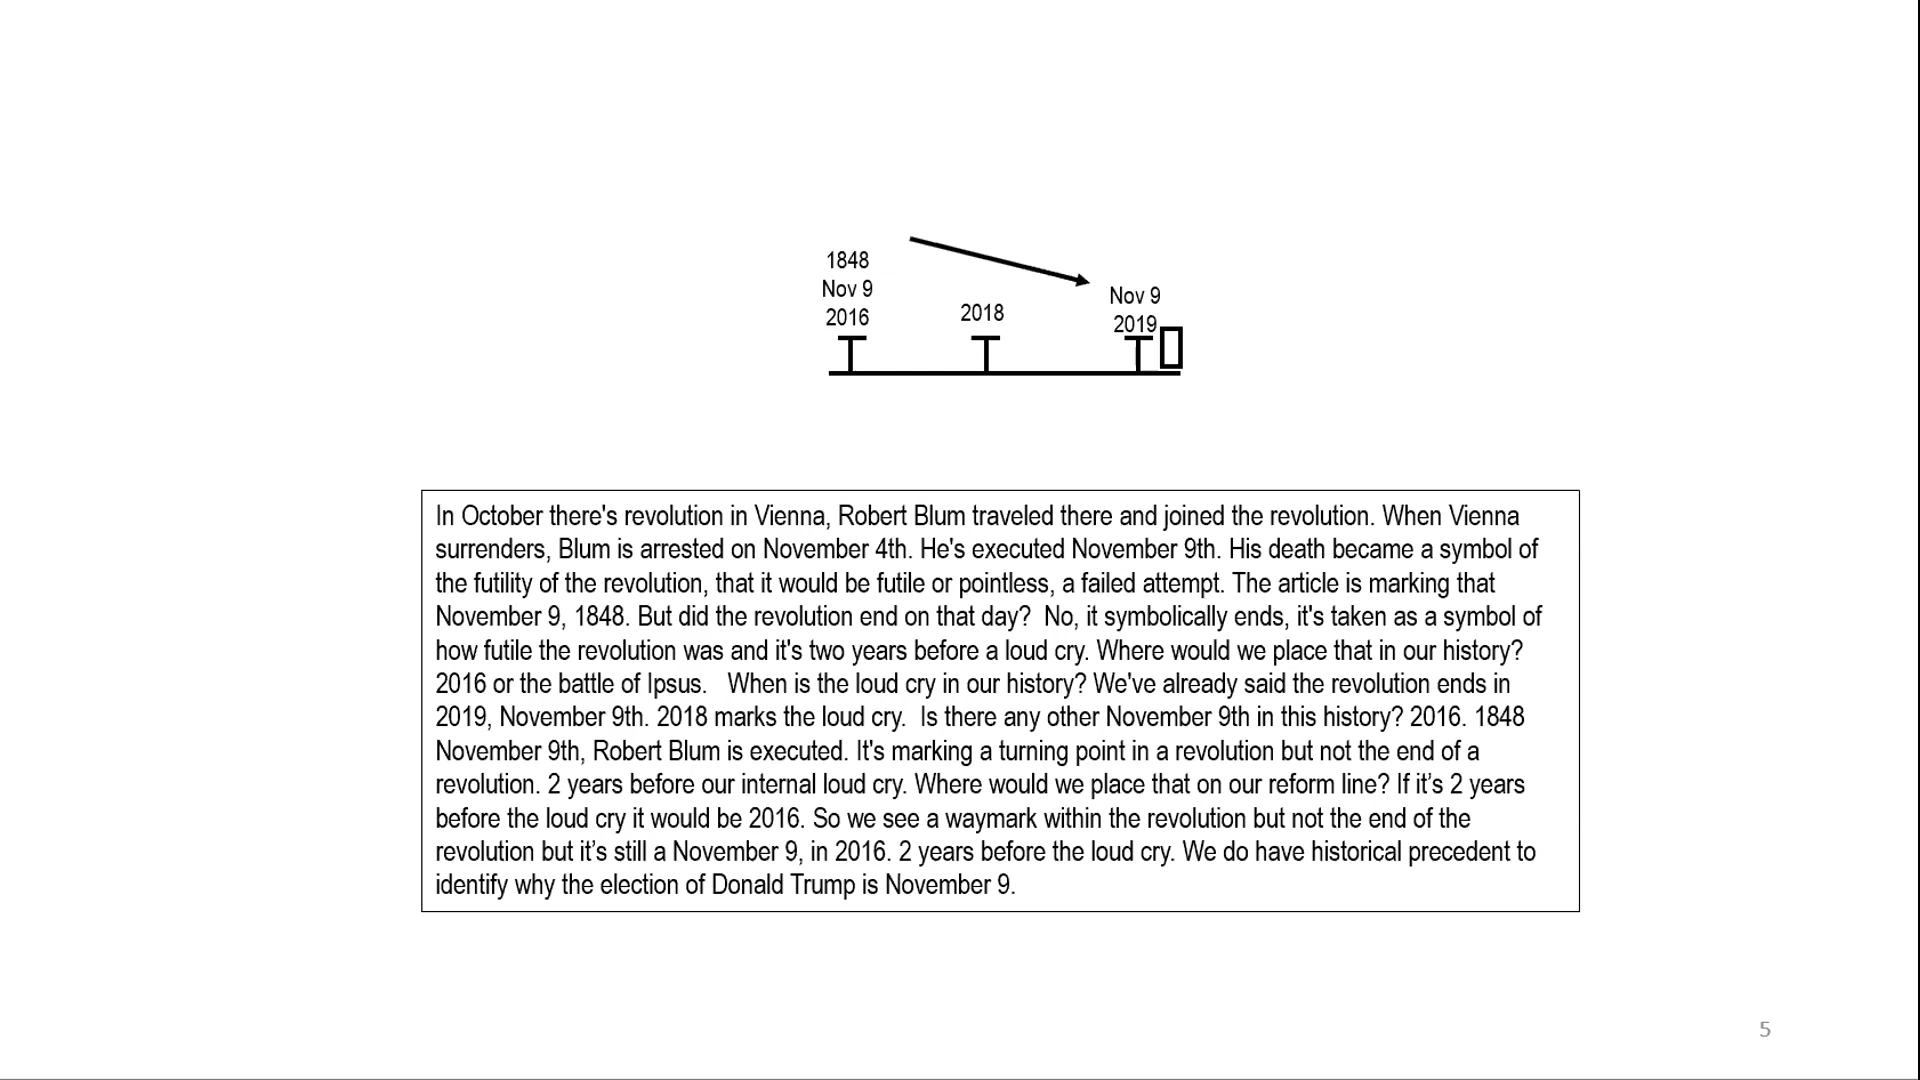 1848
Nov 9
2016
2018
Nov 9
2019
In October there's revolution in Vienna, Robert Blum traveled there and joined the revolution. When Vienna
surrenders, Blum is arrested on November 4th. He's executed November 9th. His death became a symbol of
the futility of the revolution, that it would be futile or pointless, a failed attempt. The article is marking that
November 9, 1848. But did the revolution end on that day?  No, it symbolically ends, it's taken as a symbol of
how futile the revolution was and it's two years before a loud cry. Where would we place that in our history?
2016 or the battle of Ipsus.   When is the loud cry in our history? We've already said the revolution ends in
2019, November 9th. 2018 marks the loud cry.  Is there any other November 9th in this history? 2016. 1848
November 9th, Robert Blum is executed. It's marking a turning point in a revolution but not the end of a
revolution. 2 years before our internal loud cry. Where would we place that on our reform line? If it’s 2 years
before the loud cry it would be 2016. So we see a waymark within the revolution but not the end of the
revolution but it’s still a November 9, in 2016. 2 years before the loud cry. We do have historical precedent to
identify why the election of Donald Trump is November 9.
5